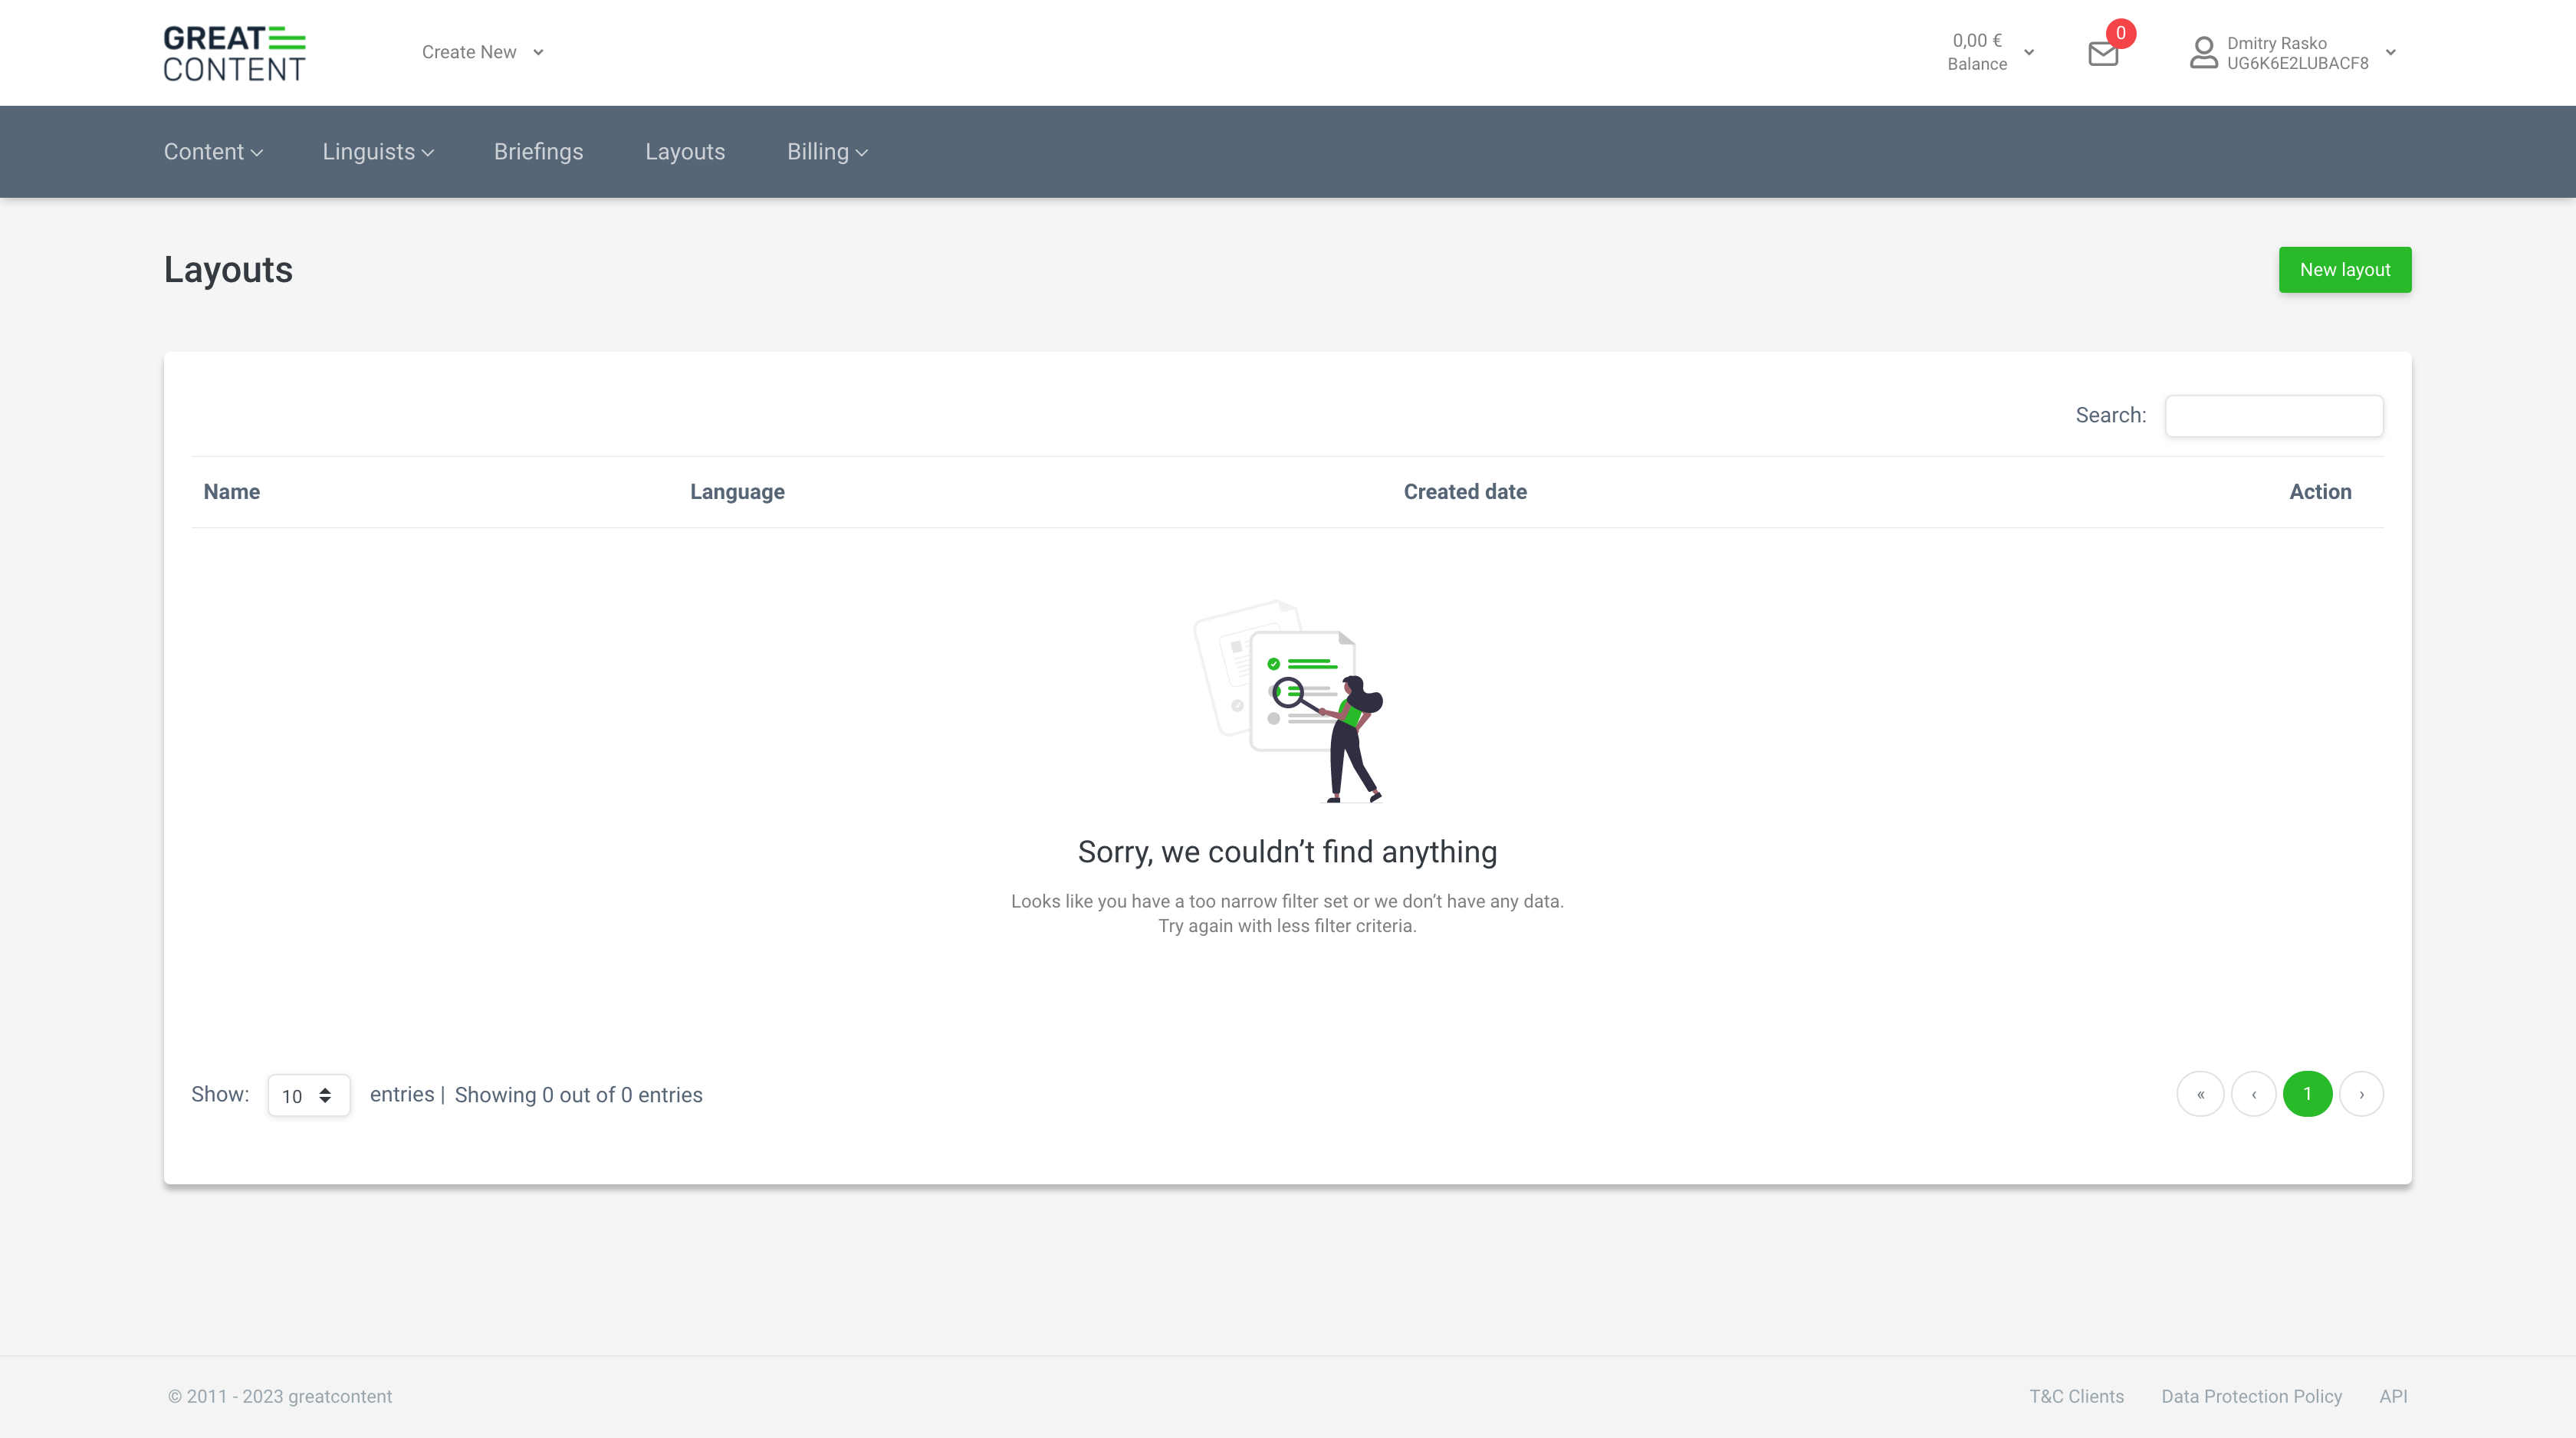 GREAT
CONTENT
Create New
0,00 €
Balance
0
Dmitry Rasko
UG6K6E2LUBACF8
Content
Linguists
Briefings
Layouts
Billing
Layouts
New layout
Search:
Name
Language
Created date
Action
Sorry, we couldn’t find anything
Looks like you have a too narrow filter set or we don’t have any data.
Try again with less filter criteria.
Show:
10
entries |
Showing 0 out of 0 entries
«
‹
1
›
© 2011 - 2023 greatcontent
T&C Clients
Data Protection Policy
API